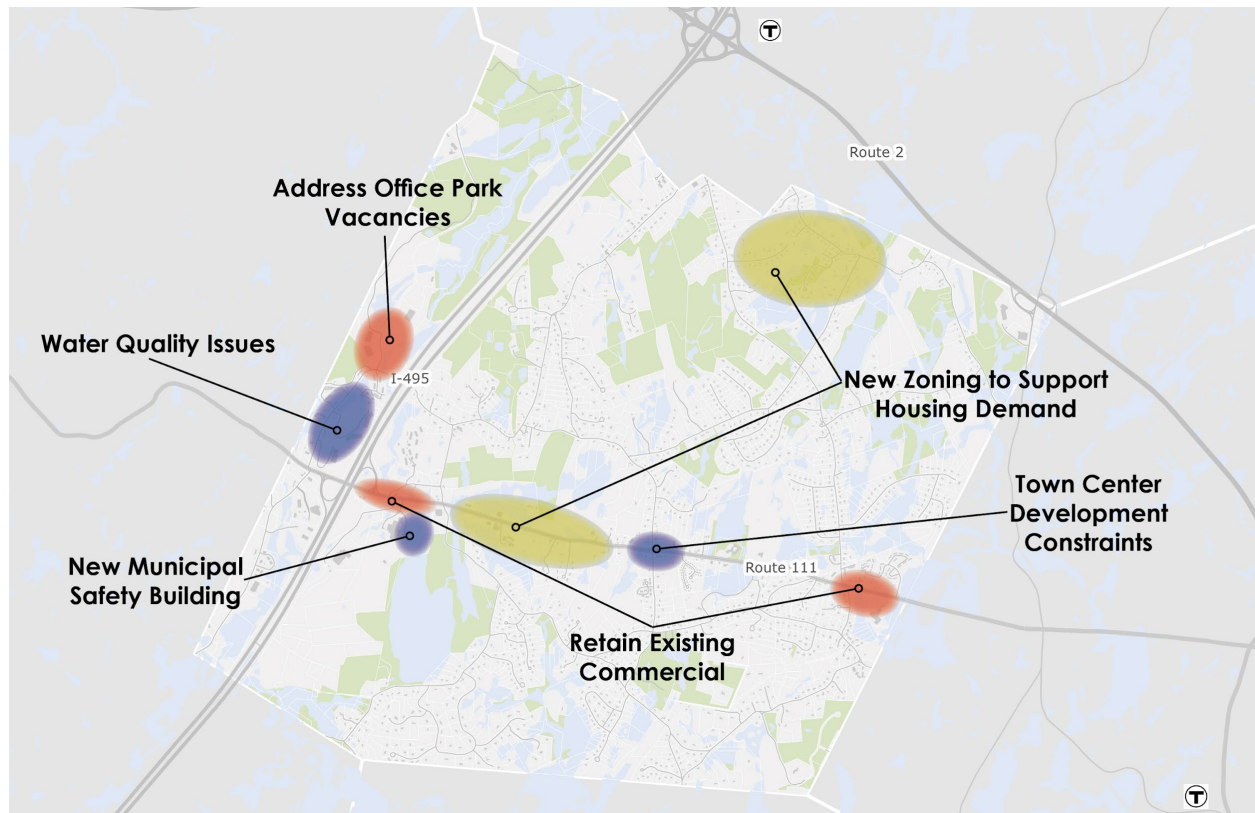 T
Route 2
Address Office Park
Vacancies
Water Quality Issues
I-495
New Zoning to Support
Housing Demand
Town Center
Development
Constraints
New Municipal
Safety Building
Route 111
Retain Existing
Commercial
T